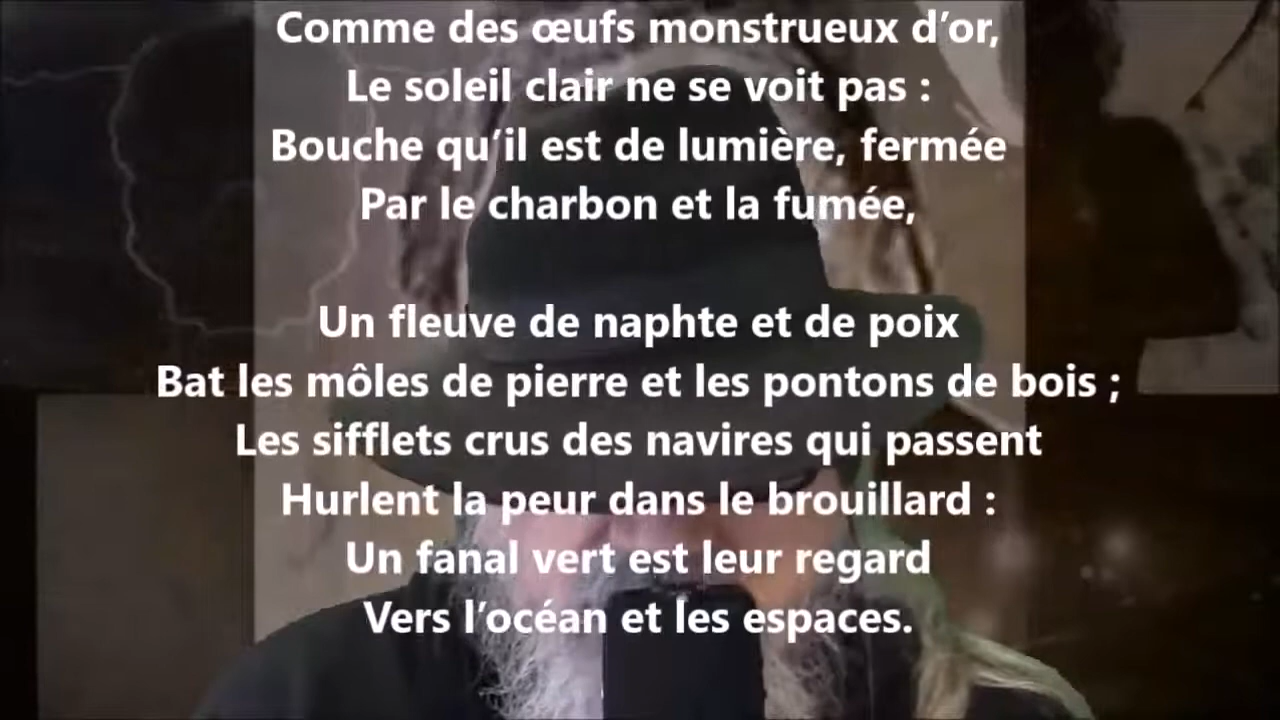 Comme des œufs monstrueux d’or,
Le soleil clair ne se voit pas :
Bouche qu’il est de lumière, fermée
Par le charbon et la fumée,
Un fleuve de naphte et de poix
Bat les môles de pierre et les pontons de bois ;
Les sifflets crus des navires qui passent
Hurlent la peur dans le brouillard :
Un fanal vert est leur regard
Vers l’océan et les espaces.